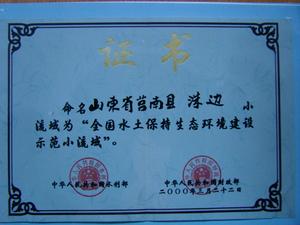 证书
命名山东省莒南县 洙边 小
流域为“全国水土保持生态环境建设
示范小流域”。
中华人民共和国水利部
中华人民共和国财政部
二〇〇〇年三月二十二日